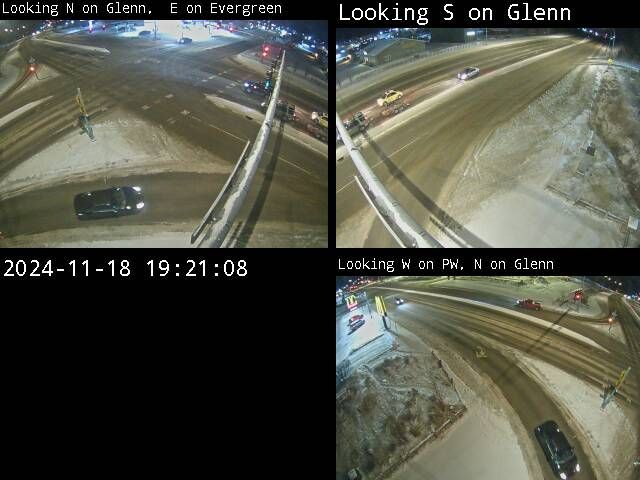 Looking N on Glenn,  E on Evergreen
Looking S on Glenn
2024-11-18 19:21:08
Looking W on PW, N on Glenn